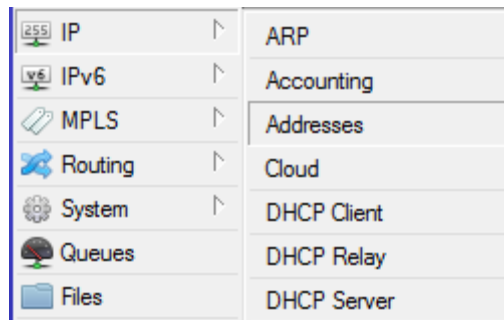 255 IP
v6 IPv6
MPLS
Routing
System
Queues
Files
ARP
Accounting
Addresses
Cloud
DHCP Client
DHCP Relay
DHCP Server